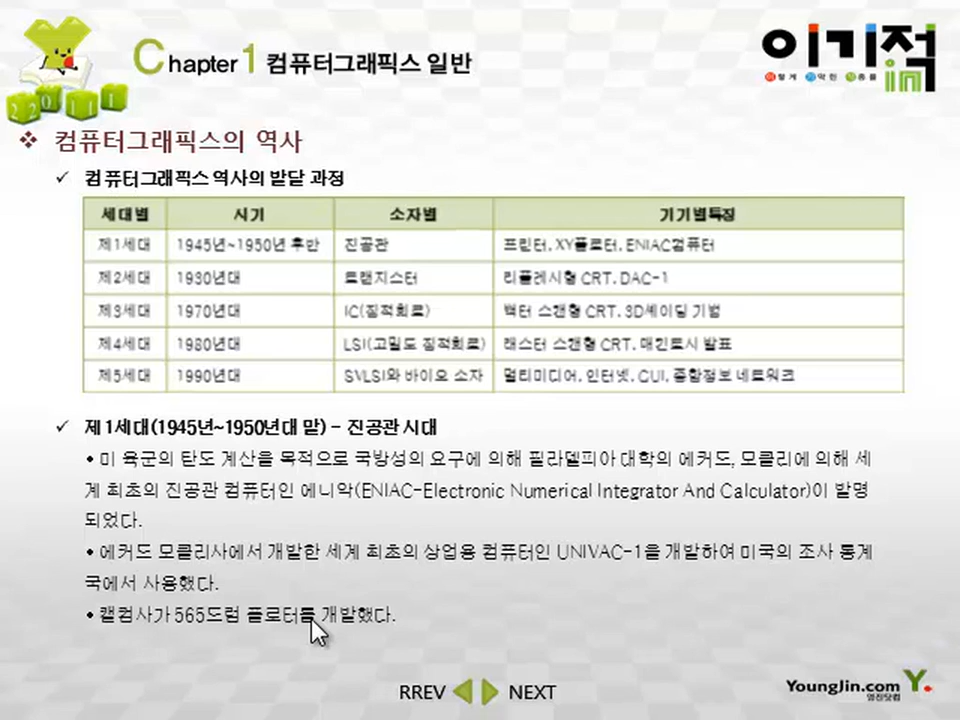 Chapter 1 컴퓨터그래픽스 일반
이기적 in
22011
❖ 컴퓨터그래픽스의 역사
✓ 컴퓨터그래픽스 역사의 발달 과정
세대별 시기 소자별 기기별특징
제1세대 1945년~1950년 후반 진공관 프린터, XY플로터, ENIAC컴퓨터
제2세대 1930년대 트랜지스터 리플레시형 CRT, DAC-1
제3세대 1970년대 IC(집적회로) 벡터 스캔형 CRT, 3D셰이딩 기법
제4세대 1980년대 LSI(고밀도 집적회로) 래스터 스캔형 CRT, 매킨토시 발표
제5세대 1990년대 SVLSI와 바이오 소자 멀티미디어, 인터넷, GUI, 종합정보 네트워크
✓ 제1세대(1945년~1950년대 말) - 진공관 시대
• 미 육군의 탄도 계산을 목적으로 국방성의 요구에 의해 필라델피아 대학의 에커드, 모클리에 의해 세
계 최초의 진공관 컴퓨터인 에니악(ENIAC-Electronic Numerical Integrator And Calculator)이 발명
되었다.
• 에커드 모클리사에서 개발한 세계 최초의 상업용 컴퓨터인 UNIVAC-1을 개발하여 미국의 조사 통계
국에서 사용했다.
• 캘컴사가 565드럼 플로터를 개발했다.
RREV NEXT
YoungJin.com Y.
영진닷컴